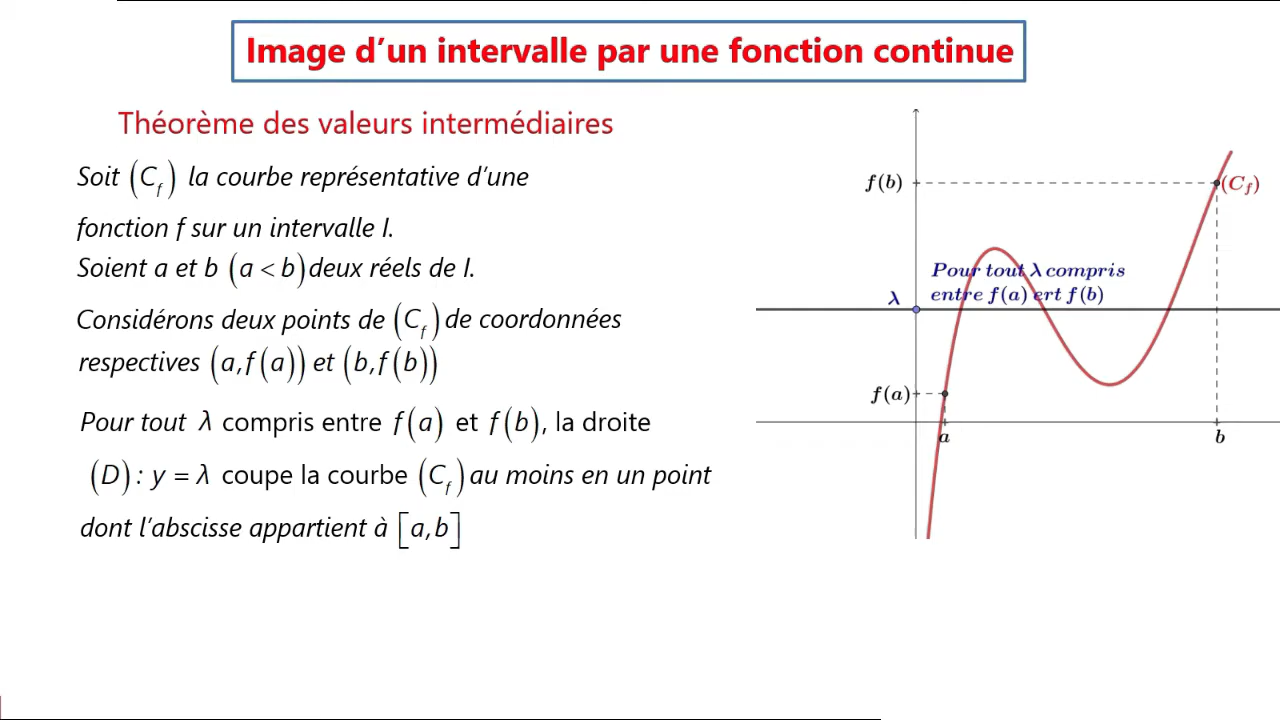 Image d’un intervalle par une fonction continue
Théorème des valeurs intermédiaires
Soit (C_f) la courbe représentative d’une
fonction f sur un intervalle I.
Soient a et b (a < b) deux réels de I.
Considérons deux points de (C_f) de coordonnées
respectives (a, f(a)) et (b, f(b))
Pour tout λ compris entre f(a) et f(b), la droite
(D) : y = λ coupe la courbe (C_f) au moins en un point
dont l’abscisse appartient à [a, b]
f(b)
(C_f)
Pour tout λ compris
entre f(a) ert f(b)
λ
f(a)
a
b